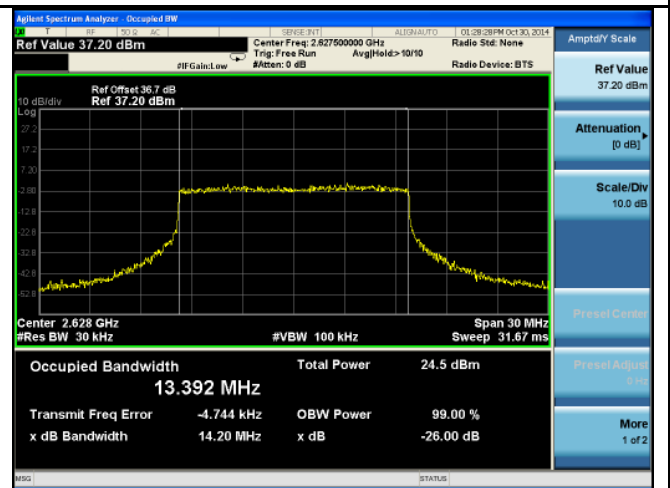 Agilent Spectrum Analyzer - Occupied BW
T RF 50 Ω AC SENSE:INT ALIGNAUTO 01:28:28PM Oct 30, 2014
Ref Value 37.20 dBm Center Freq: 2.627500000 GHz Radio Std: None
Trig: Free Run Avg|Hold:>10/10
#IFGain:Low #Atten: 0 dB Radio Device: BTS
Ref Offset 36.7 dB
10 dB/div Ref 37.20 dBm
Log
27.2
17.2
7.20
-2.80
-12.8
-22.8
-32.8
-42.8
-52.8
Center 2.628 GHz Span 30 MHz
#Res BW 30 kHz #VBW 100 kHz Sweep 31.67 ms
Occupied Bandwidth Total Power 24.5 dBm
13.392 MHz
Transmit Freq Error -4.744 kHz OBW Power 99.00 %
x dB Bandwidth 14.20 MHz x dB -26.00 dB
MSG STATUS
Amptd/Y Scale
Ref Value
37.20 dBm
Attenuation
[0 dB]
Scale/Div
10.0 dB
Presel Center
Presel Adjust
0 Hz
More
1 of 2